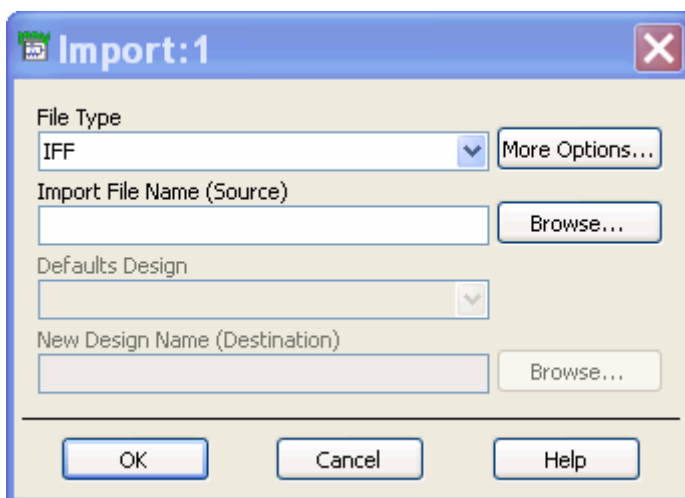 Import:1
File Type
IFF
More Options...
Import File Name (Source)
Browse...
Defaults Design
New Design Name (Destination)
Browse...
OK Cancel Help